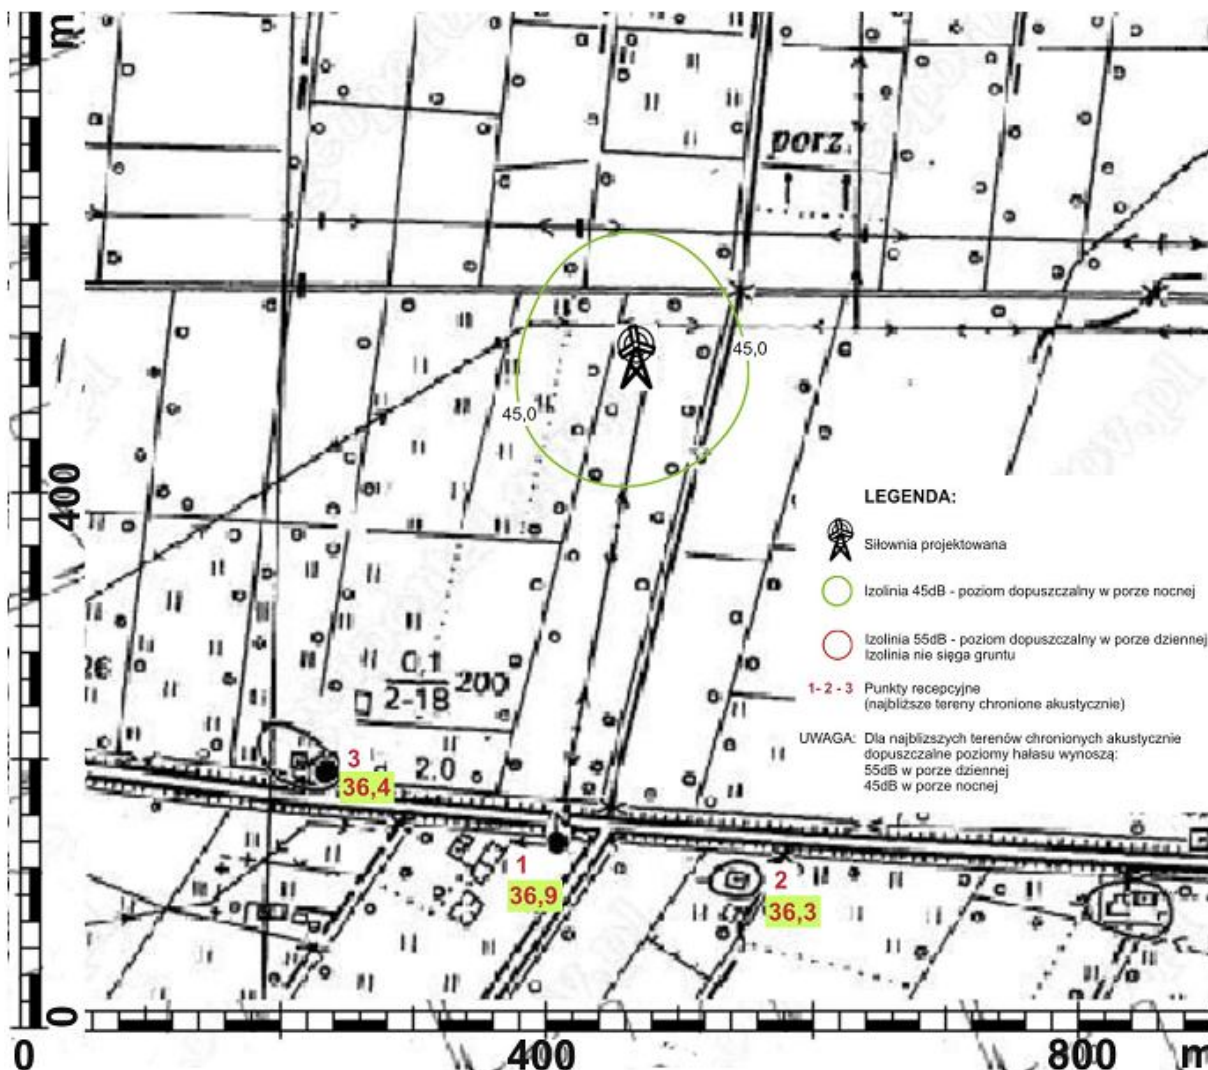 m
porz.
45,0
45,0
400
LEGENDA:
Siłownia projektowana
Izolinia 45dB - poziom dopuszczalny w porze nocnej
Izolinia 55dB - poziom dopuszczalny w porze dziennej
Izolinia nie sięga gruntu
1- 2 - 3 Punkty recepcyjne
(najbliższe tereny chronione akustycznie)
UWAGA: Dla najblizszych terenów chronionych akustycznie
dopuszczalne poziomy hałasu wynoszą:
55dB w porze dziennej
45dB w porze nocnej
0,1
2-18
200
3
36,4
2.0
1
36,9
2
36,3
0
0 400 800 m